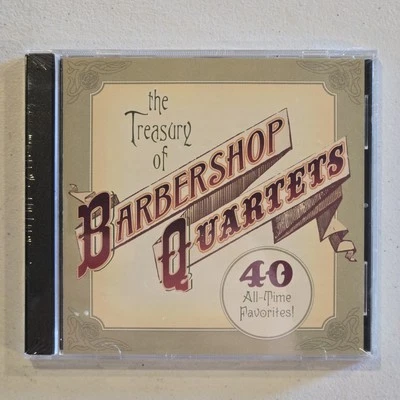 the
Treasury
of
BARBERSHOP
QUARTETS
40
All-Time
Favorites!